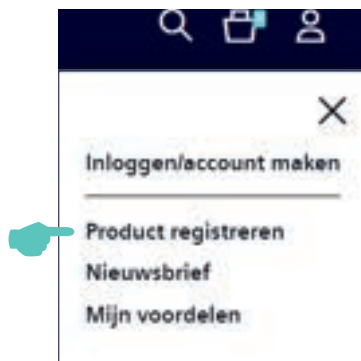 Inloggen/account maken
Product registreren
Nieuwsbrief
Mijn voordelen